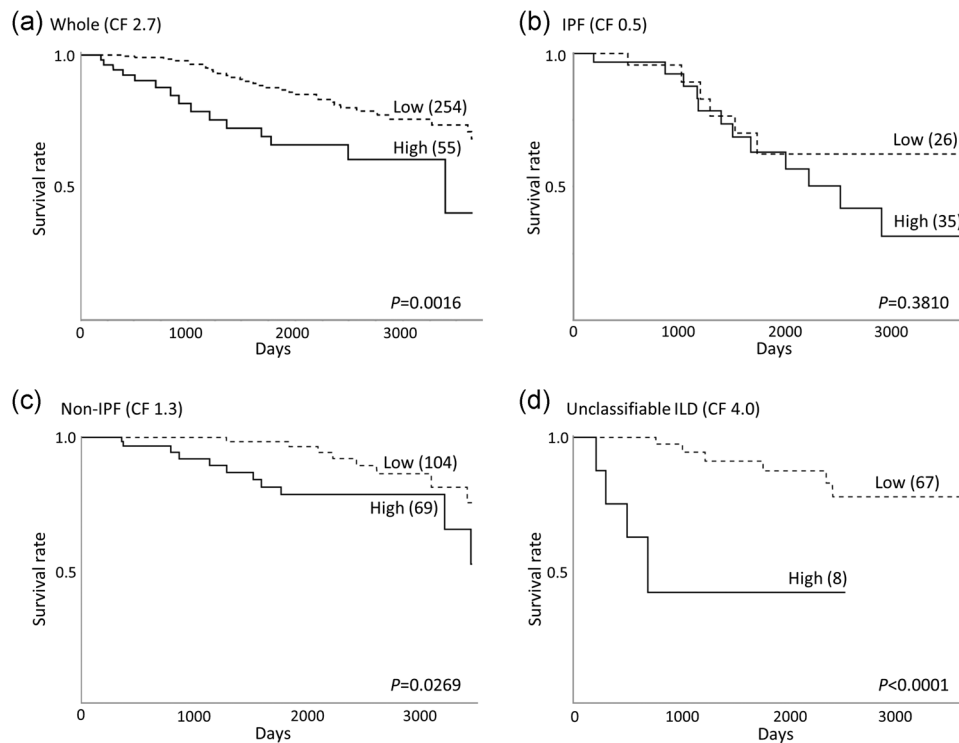 (a) Whole (CF 2.7)
1.0
0.5
Survival rate
Low (254)
High (55)
P=0.0016
0 1000 2000 3000
Days
(b) IPF (CF 0.5)
1.0
0.5
Survival rate
Low (26)
High (35)
P=0.3810
0 1000 2000 3000
Days
(c) Non-IPF (CF 1.3)
1.0
0.5
Survival rate
Low (104)
High (69)
P=0.0269
0 1000 2000 3000
Days
(d) Unclassifiable ILD (CF 4.0)
1.0
0.5
Survival rate
Low (67)
High (8)
P<0.0001
0 1000 2000 3000
Days